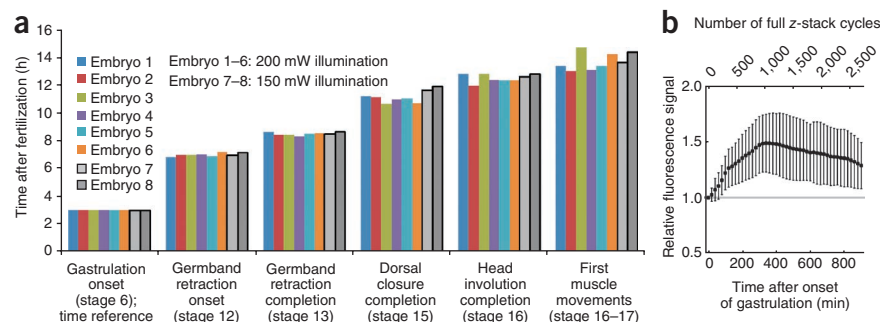 a
Time after fertilization (h)
16
14
12
10
8
6
4
2
0
Embryo 1
Embryo 2
Embryo 3
Embryo 4
Embryo 5
Embryo 6
Embryo 7
Embryo 8
Embryo 1–6: 200 mW illumination
Embryo 7–8: 150 mW illumination
Gastrulation
onset
(stage 6);
time reference
Germband
retraction
onset
(stage 12)
Germband
retraction
completion
(stage 13)
Dorsal
closure
completion
(stage 15)
Head
involution
completion
(stage 16)
First
muscle
movements
(stage 16–17)
b
Number of full z-stack cycles
0 500 1,000 1,500 2,000 2,500
Relative fluorescence signal
2.0
1.5
1.0
0.5
0 200 400 600 800
Time after onset
of gastrulation (min)